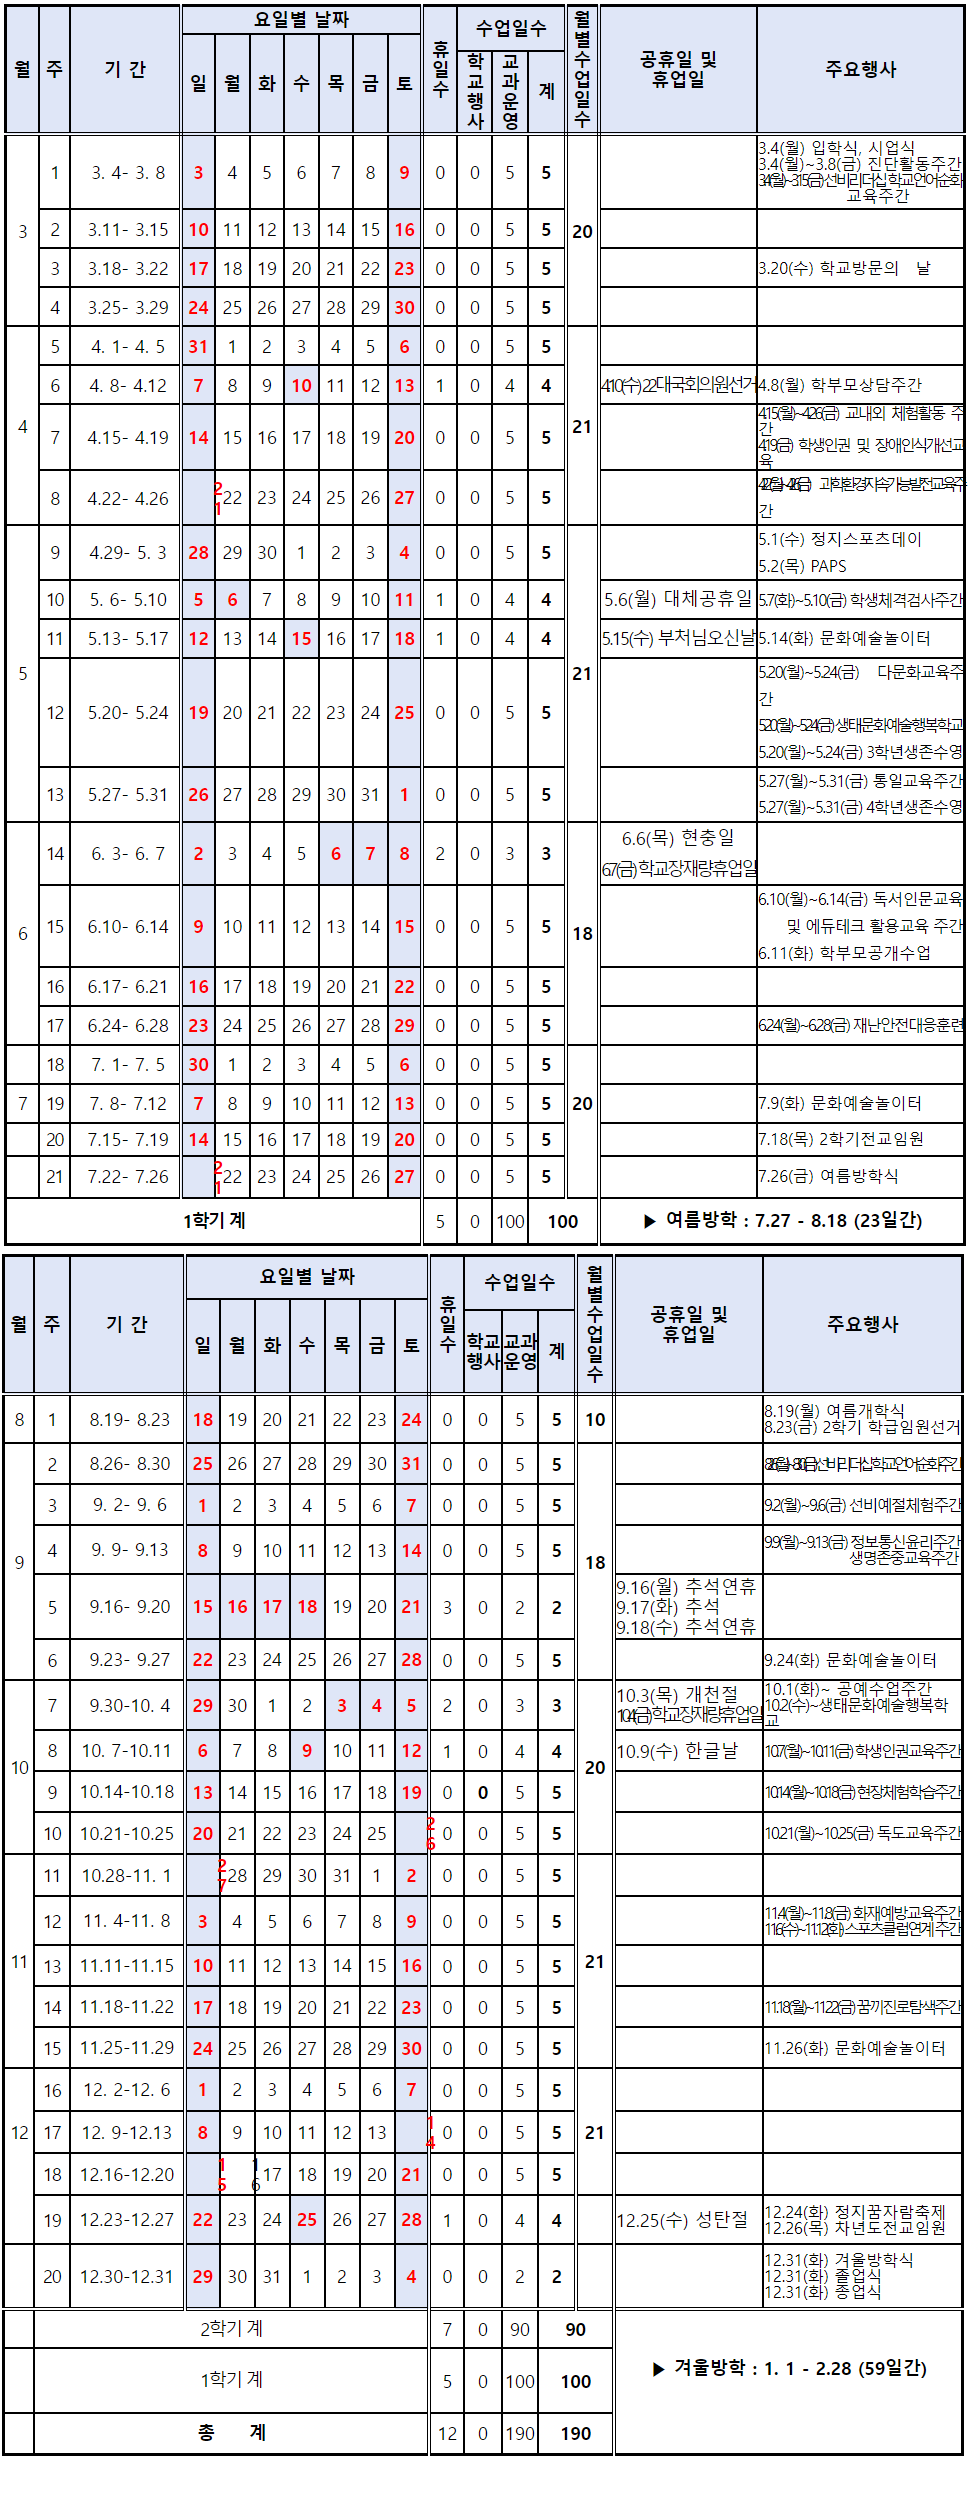 월 주 기 간 요일별 날짜 휴일수 수업일수 월별수업일수 공휴일 및 휴업일 주요행사
일 월 화 수 목 금 토 학교행사 교과운영 계
3 1 3. 4- 3. 8 3 4 5 6 7 8 9 0 0 5 5 20 3.4(월) 입학식, 시업식
3.4(월)~3.8(금) 진단활동주간
3.4(월)~3.15(금)선비리더십학교언어순화
교육주간
2 3.11- 3.15 10 11 12 13 14 15 16 0 0 5 5
3 3.18- 3.22 17 18 19 20 21 22 23 0 0 5 5 3.20(수) 학교방문의 날
4 3.25- 3.29 24 25 26 27 28 29 30 0 0 5 5
4 5 4. 1- 4. 5 31 1 2 3 4 5 6 0 0 5 5 21
6 4. 8- 4.12 7 8 9 10 11 12 13 1 0 4 4 4.10(수)22대국회의원선거 4.8(월) 학부모상담주간
7 4.15- 4.19 14 15 16 17 18 19 20 0 0 5 5 4.15(월)~4.26(금) 교내외 체험활동 주
간
4.19(금) 학생인권 및 장애인식개선교
육
8 4.22- 4.26 21 22 23 24 25 26 27 0 0 5 5 4.22(월)~4.26(금) 과학환경지속가능발전교육주
간
5 9 4.29- 5. 3 28 29 30 1 2 3 4 0 0 5 5 21 5.1(수) 정지스포츠데이
5.2(목) PAPS
10 5. 6- 5.10 5 6 7 8 9 10 11 1 0 4 4 5.6(월) 대체공휴일 5.7(화)~5.10(금) 학생체격검사주간
11 5.13- 5.17 12 13 14 15 16 17 18 1 0 4 4 5.15(수) 부처님오신날 5.14(화) 문화예술놀이터
12 5.20- 5.24 19 20 21 22 23 24 25 0 0 5 5 5.20(월)~5.24(금) 다문화교육주
간
5.20(월)~5.24(금)생태문화예술행복학교
5.20(월)~5.24(금) 3학년생존수영
13 5.27- 5.31 26 27 28 29 30 31 1 0 0 5 5 5.27(월)~5.31(금) 통일교육주간
5.27(월)~5.31(금) 4학년생존수영
6 14 6. 3- 6. 7 2 3 4 5 6 7 8 2 0 3 3 18 6.6(목) 현충일
6.7(금)학교장재량휴업일
15 6.10- 6.14 9 10 11 12 13 14 15 0 0 5 5 6.10(월)~6.14(금) 독서인문교육
및 에듀테크 활용교육 주간
6.11(화) 학부모공개수업
16 6.17- 6.21 16 17 18 19 20 21 22 0 0 5 5
17 6.24- 6.28 23 24 25 26 27 28 29 0 0 5 5 6.24(월)~6.28(금) 재난안전대응훈련
18 7. 1- 7. 5 30 1 2 3 4 5 6 0 0 5 5 20
7 19 7. 8- 7.12 7 8 9 10 11 12 13 0 0 5 5 7.9(화) 문화예술놀이터
20 7.15- 7.19 14 15 16 17 18 19 20 0 0 5 5 7.18(목) 2학기전교임원
21 7.22- 7.26 21 22 23 24 25 26 27 0 0 5 5 7.26(금) 여름방학식
1학기 계 5 0 100 100 ▶ 여름방학 : 7.27 - 8.18 (23일간)
월 주 기 간 요일별 날짜 휴일수 수업일수 월별수업일수 공휴일 및 휴업일 주요행사
일 월 화 수 목 금 토 학교행사 교과운영 계
8 1 8.19- 8.23 18 19 20 21 22 23 24 0 0 5 5 10 8.19(월) 여름개학식
8.23(금) 2학기 학급임원선거
9 2 8.26- 8.30 25 26 27 28 29 30 31 0 0 5 5 18 8.26(월)~8.30(금)선비리더십학교언어순화주간
3 9. 2- 9. 6 1 2 3 4 5 6 7 0 0 5 5 9.2(월)~9.6(금) 선비예절체험주간
4 9. 9- 9.13 8 9 10 11 12 13 14 0 0 5 5 9.9(월)~9.13(금) 정보통신윤리주간
생명존중교육주간
5 9.16- 9.20 15 16 17 18 19 20 21 3 0 2 2 9.16(월) 추석연휴
9.17(화) 추석
9.18(수) 추석연휴
6 9.23- 9.27 22 23 24 25 26 27 28 0 0 5 5 9.24(화) 문화예술놀이터
10 7 9.30-10. 4 29 30 1 2 3 4 5 2 0 3 3 20 10.3(목) 개천절
10.4(금)학교장재량휴업일
10.1(화)~ 공예수업주간
10.2(수)~생태문화예술행복학
교
8 10. 7-10.11 6 7 8 9 10 11 12 1 0 4 4 10.9(수) 한글날 10.7(월)~10.11(금)학생인권교육주간
9 10.14-10.18 13 14 15 16 17 18 19 0 0 5 5 10.14(월)~10.18(금)현장체험학습주간
10 10.21-10.25 20 21 22 23 24 25 26 0 0 5 5 10.21(월)~10.25(금) 독도교육주간
11 11 10.28-11. 1 27 28 29 30 31 1 2 0 0 5 5 21
12 11. 4-11. 8 3 4 5 6 7 8 9 0 0 5 5 11.4(월)~11.8(금)화재예방교육주간
11.6(수)~11.12(화)스포츠클럽연계주간
13 11.11-11.15 10 11 12 13 14 15 16 0 0 5 5
14 11.18-11.22 17 18 19 20 21 22 23 0 0 5 5 11.18(월)~11.22(금)꿈끼진로탐색주간
15 11.25-11.29 24 25 26 27 28 29 30 0 0 5 5 11.26(화) 문화예술놀이터
12 16 12. 2-12. 6 1 2 3 4 5 6 7 0 0 5 5 21
17 12. 9-12.13 8 9 10 11 12 13 14 0 0 5 5
18 12.16-12.20 15 16 17 18 19 20 21 0 0 5 5
19 12.23-12.27 22 23 24 25 26 27 28 1 0 4 4 12.25(수) 성탄절 12.24(화) 정지꿈자람축제
12.26(목) 차년도전교임원
20 12.30-12.31 29 30 31 1 2 3 4 0 0 2 2 12.31(화) 겨울방학식
12.31(화) 졸업식
12.31(화) 종업식
2학기 계 7 0 90 90
1학기 계 5 0 100 100
총 계 12 0 190 190
▶ 겨울방학 : 1. 1 - 2.28 (59일간)